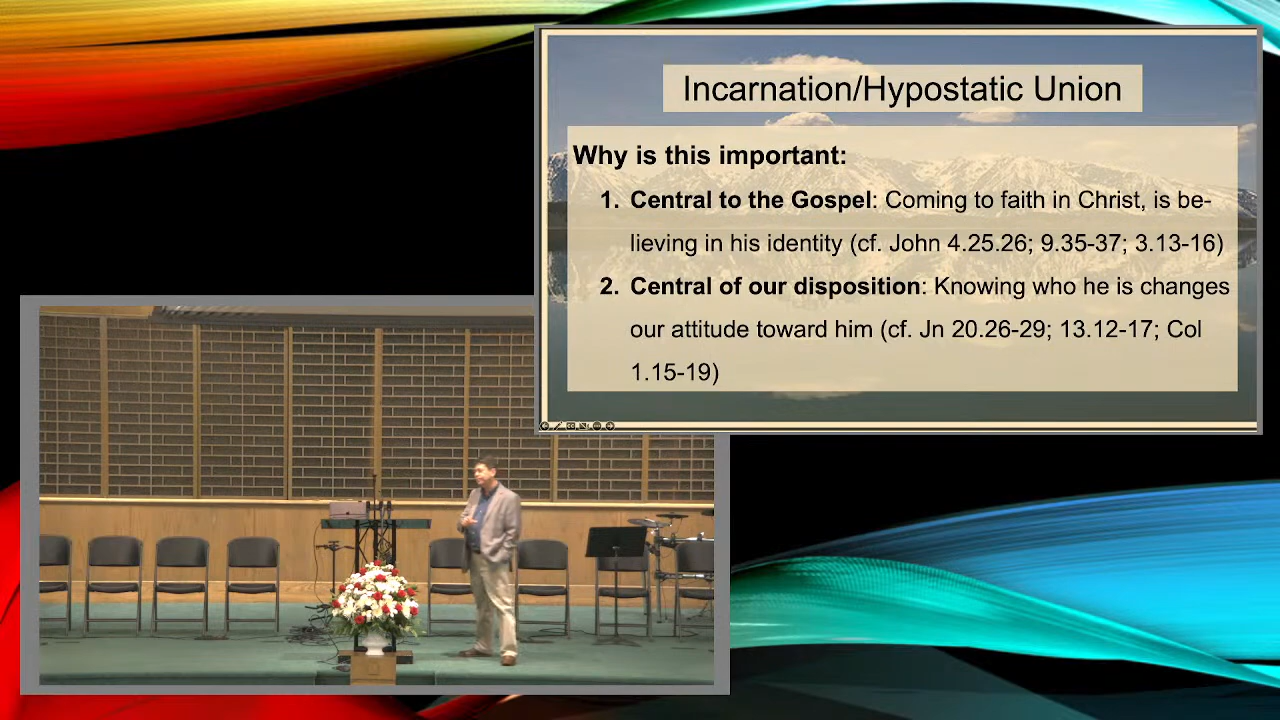 Incarnation/Hypostatic Union
Why is this important:
1. Central to the Gospel: Coming to faith in Christ, is be-
lieving in his identity (cf. John 4.25.26; 9.35-37; 3.13-16)
2. Central of our disposition: Knowing who he is changes
our attitude toward him (cf. Jn 20.26-29; 13.12-17; Col
1.15-19)